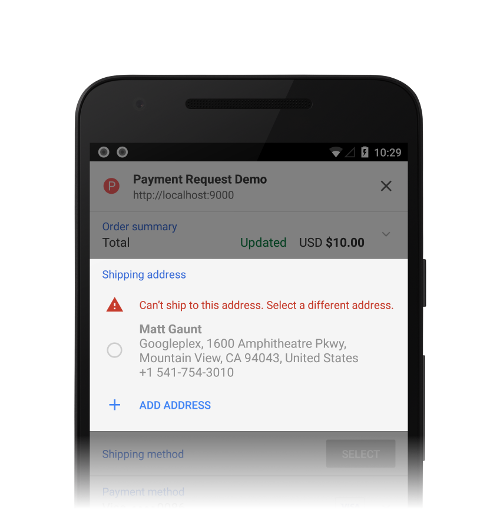 10:29
P
Payment Request Demo
http://localhost:9000
Order summary
Total Updated USD $10.00
Shipping address
Can't ship to this address. Select a different address.
Matt Gaunt
Googleplex, 1600 Amphitheatre Pkwy,
Mountain View, CA 94043, United States
+1 541-754-3010
ADD ADDRESS
Shipping method SELECT
Payment method